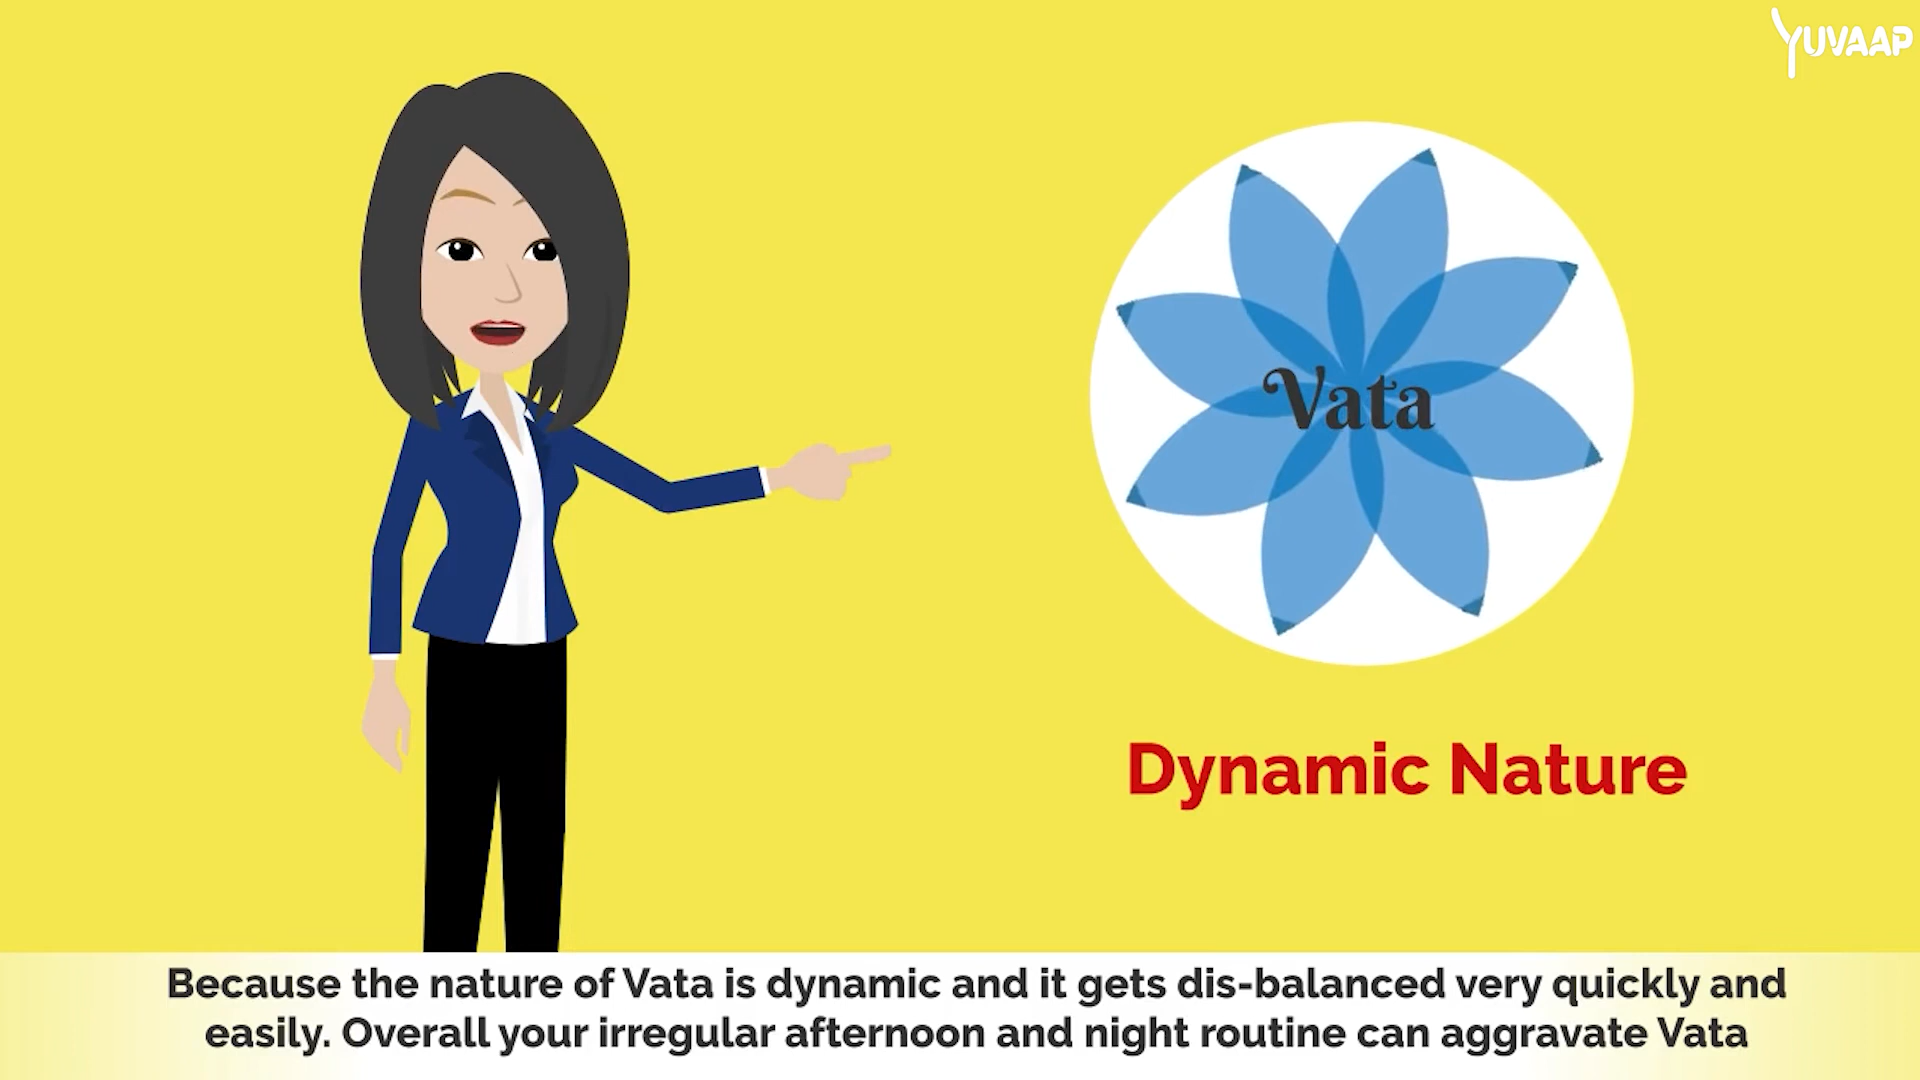 YUVAAP
Vata
Dynamic Nature
Because the nature of Vata is dynamic and it gets dis-balanced very quickly and
easily. Overall your irregular afternoon and night routine can aggravate Vata